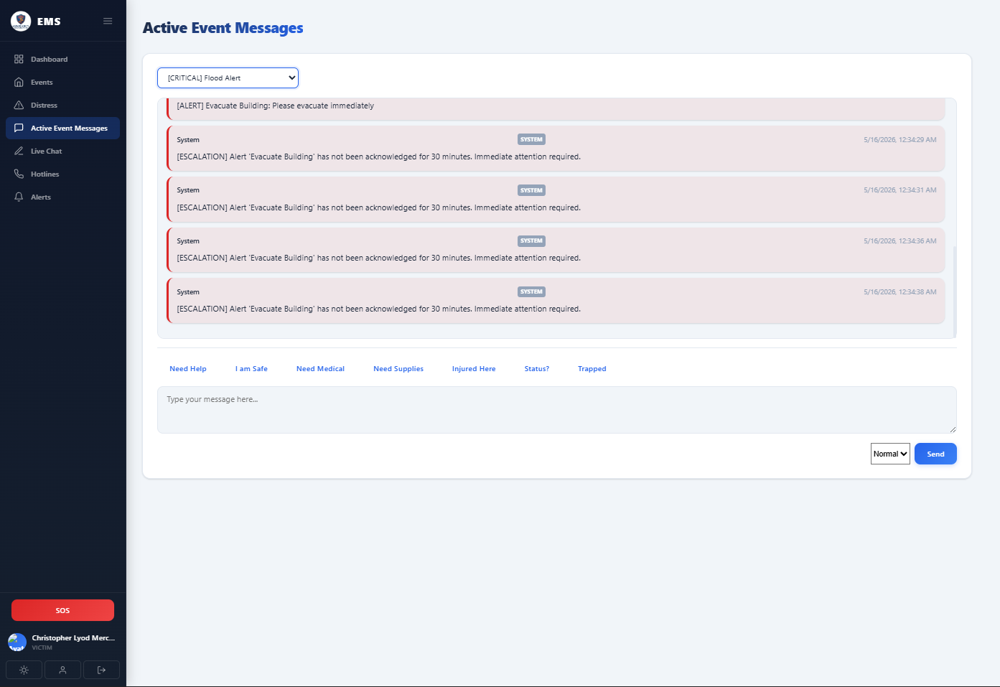 EMS
Dashboard
Events
Distress
Active Event Messages
Live Chat
Hotlines
Alerts
SOS
Christopher Lyod Merc...
VICTIM
Active Event Messages
[CRITICAL] Flood Alert
[ALERT] Evacuate Building: Please evacuate immediately
System SYSTEM 5/16/2026, 12:34:29 AM
[ESCALATION] Alert 'Evacuate Building' has not been acknowledged for 30 minutes. Immediate attention required.
System SYSTEM 5/16/2026, 12:34:31 AM
[ESCALATION] Alert 'Evacuate Building' has not been acknowledged for 30 minutes. Immediate attention required.
System SYSTEM 5/16/2026, 12:34:36 AM
[ESCALATION] Alert 'Evacuate Building' has not been acknowledged for 30 minutes. Immediate attention required.
System SYSTEM 5/16/2026, 12:34:38 AM
[ESCALATION] Alert 'Evacuate Building' has not been acknowledged for 30 minutes. Immediate attention required.
Need Help I am Safe Need Medical Need Supplies Injured Here Status? Trapped
Type your message here...
Normal Send